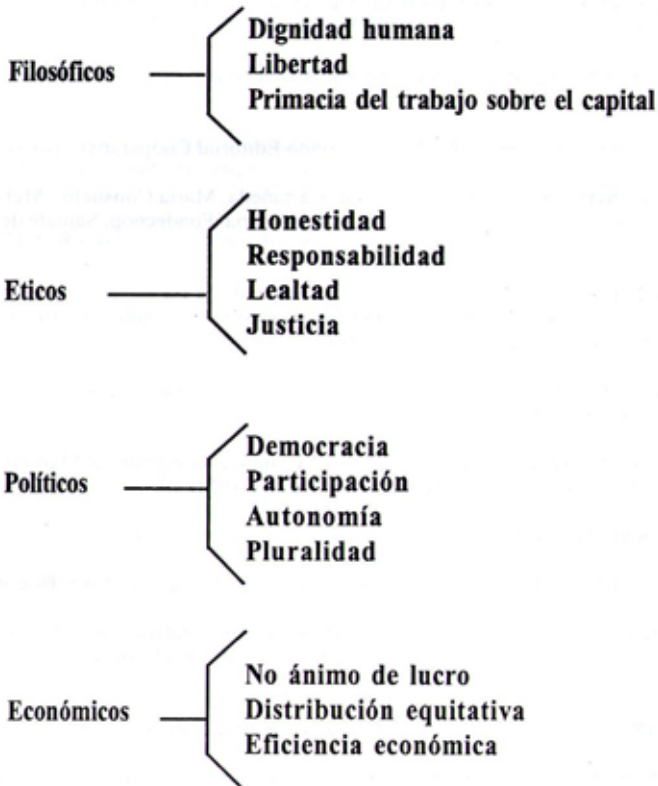 Filosóficos
Dignidad humana
Libertad
Primacia del trabajo sobre el capital
Eticos
Honestidad
Responsabilidad
Lealtad
Justicia
Políticos
Democracia
Participación
Autonomía
Pluralidad
Económicos
No ánimo de lucro
Distribución equitativa
Eficiencia económica